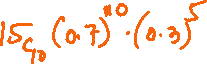 15C₁₀ (0.7)¹⁰ · (0.3)⁵